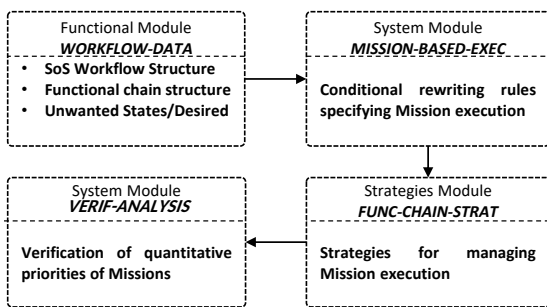 Functional Module
WORKFLOW-DATA
• SoS Workflow Structure
• Functional chain structure
• Unwanted States/Desired
System Module
MISSION-BASED-EXEC
Conditional rewriting rules
specifying Mission execution
System Module
VERIF-ANALYSIS
Verification of quantitative
priorities of Missions
Strategies Module
FUNC-CHAIN-STRAT
Strategies for managing
Mission execution